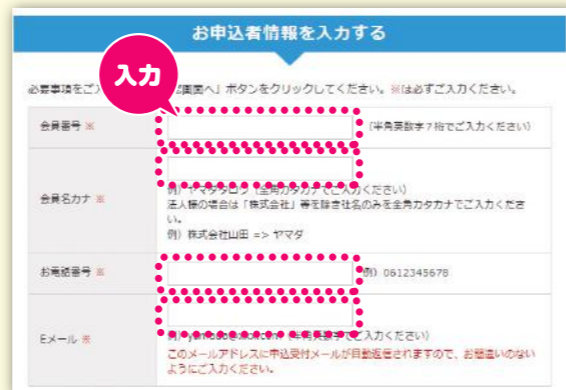 お申込者情報を入力する
入力
必要事項をご 画面へ」ボタンをクリックしてください。※は必ずご入力ください。
会員番号 ※
（半角英数字7桁でご入力ください）
会員名カナ ※
例）ヤマダタロウ（全角カタカナでご入力ください）
法人様の場合は「株式会社」等を除き社名のみを全角カタカナでご入力ください。
い。
例）株式会社山田 => ヤマダ
お電話番号 ※
例）0612345678
Eメール ※
（半角英数字でご入力ください）
このメールアドレスに申込受付メールが自動返信されますので、お間違いのない
ようにご入力ください。